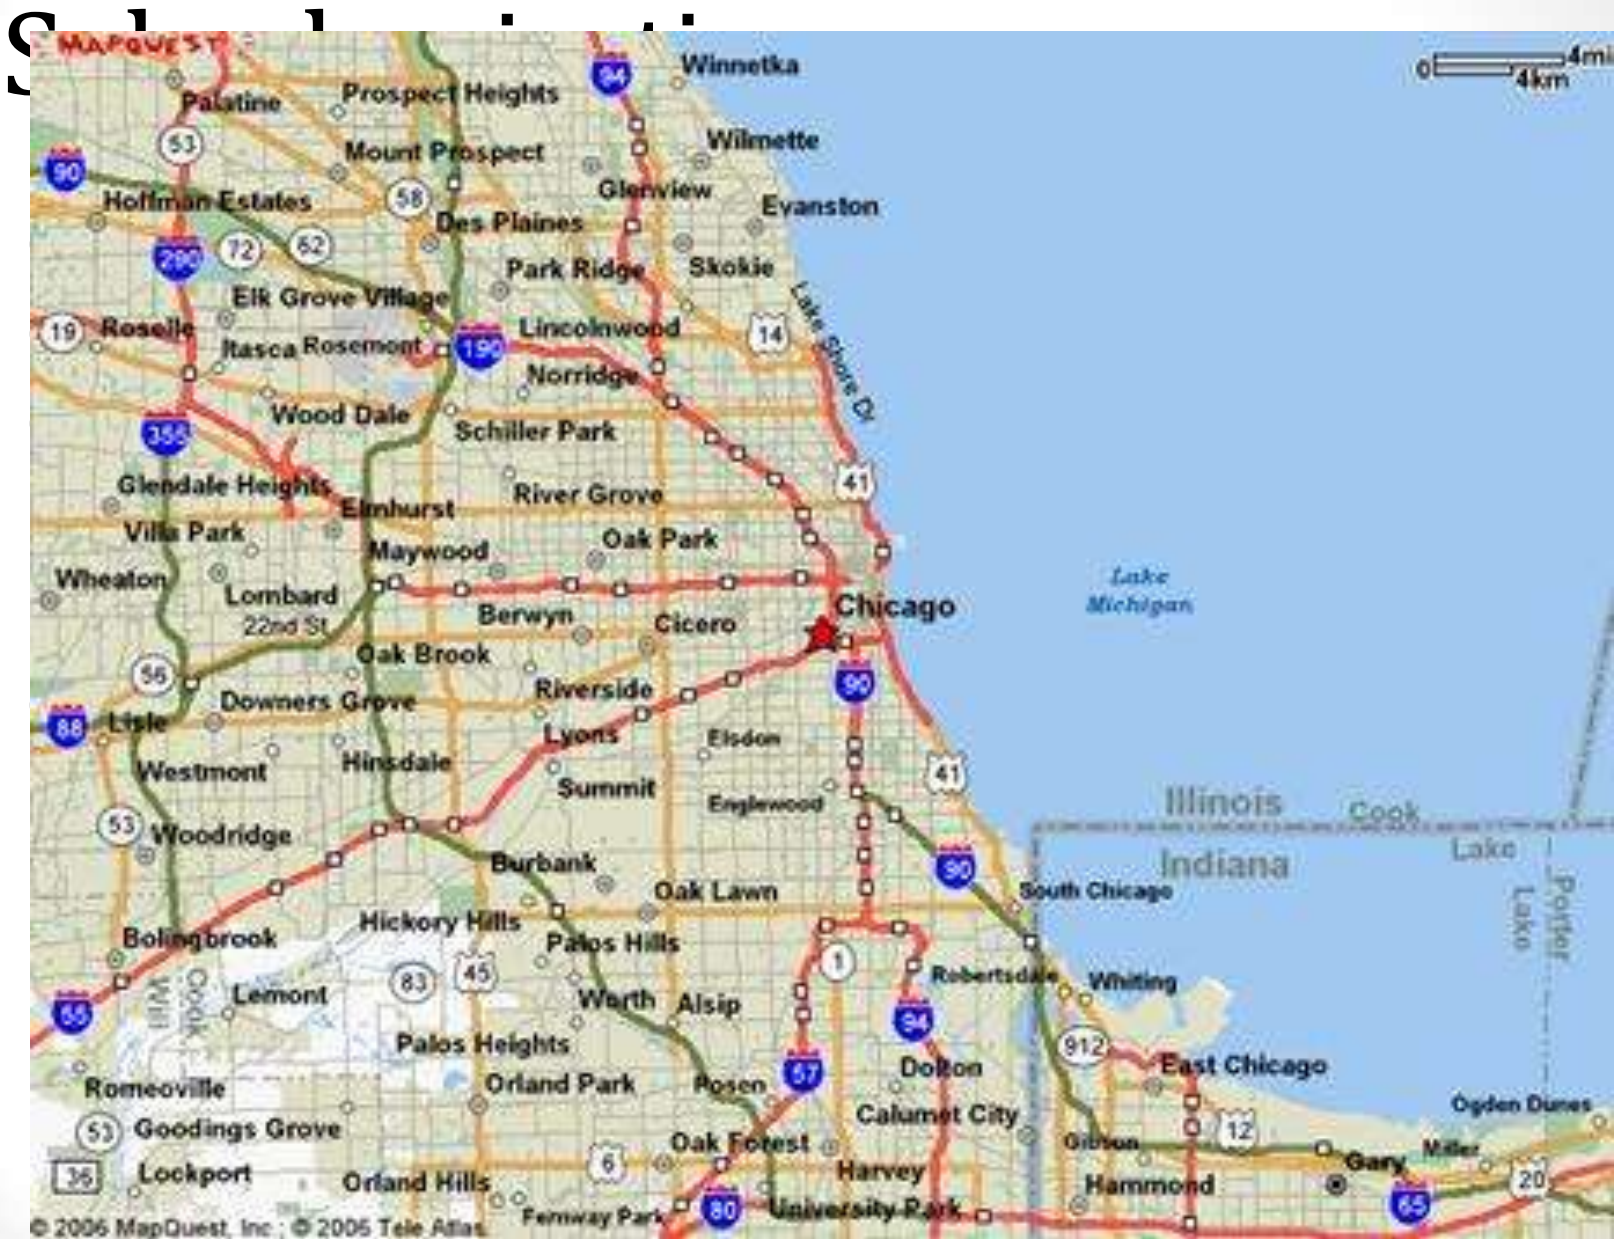 MAPQUEST
94
Winnetka
0 4mi
4km
Palatine
Prospect Heights
53
Wilmette
Mount Prospect
90
Glenview
Hoffman Estates
58
Evanston
Des Plaines
72
62
290
Park Ridge
Skokie
Elk Grove Village
Lake Shore Dr
19
Roselle
Lincolnwood
14
Itasca
Rosemont
190
Norridge
Wood Dale
355
Schiller Park
41
Glendale Heights
River Grove
Elmhurst
Villa Park
Oak Park
Maywood
Wheaton
Lake
Michigan
Lombard
Chicago
22nd St
Berwyn
Cicero
Oak Brook
56
90
Riverside
Downers Grove
88
Lisle
Lyons
Elsdon
Westmont
Hinsdale
41
Summit
Englewood
Illinois
Cook
53
Woodridge
Indiana
Lake
Burbank
90
Oak Lawn
South Chicago
Hickory Hills
Lake
Porter
Bolingbrook
Palos Hills
83
45
1
Robertsdale
Whiting
Will
Cook
Lemont
Worth
Alsip
55
94
Palos Heights
912
57
Dolton
East Chicago
Romeoville
Orland Park
Posen
Calumet City
Ogden Dunes
53
Goodings Grove
12
Oak Forest
Gibson
Miller
36
Lockport
6
Gary
Harvey
20
Orland Hills
Hammond
80
University Park
65
Fernway Park
© 2006 MapQuest, Inc ; © 2006 Tele Atlas